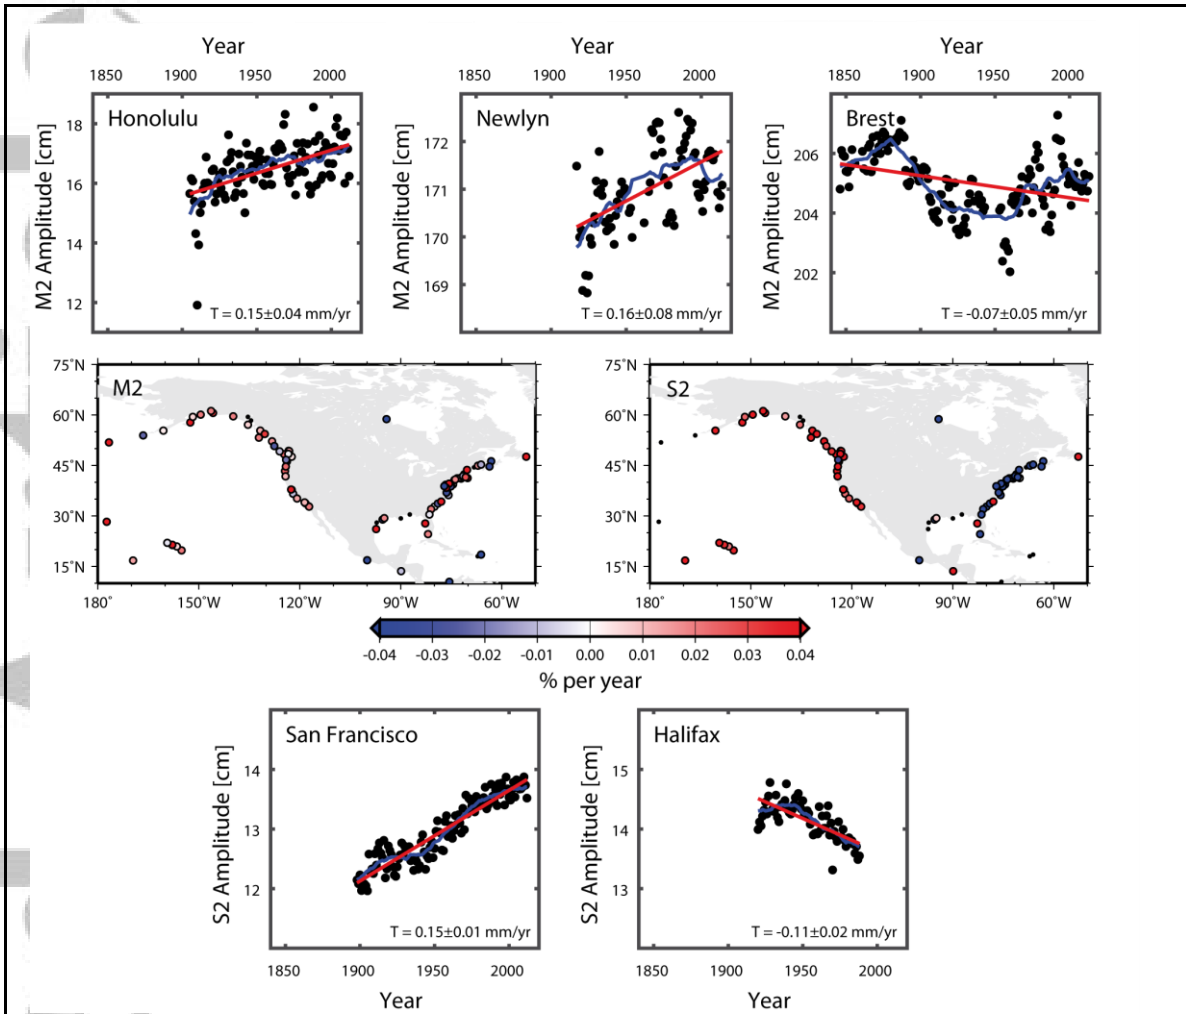 Year Year Year
1850 1900 1950 2000 1850 1900 1950 2000 1850 1900 1950 2000
Honolulu
18
16
14
12
M2 Amplitude [cm]
T = 0.15±0.04 mm/yr
Newlyn
172
171
170
169
M2 Amplitude [cm]
T = 0.16±0.08 mm/yr
Brest
206
204
202
M2 Amplitude [cm]
T = -0.07±0.05 mm/yr
M2
75°N
60°N
45°N
30°N
15°N
180° 150°W 120°W 90°W 60°W
S2
75°N
60°N
45°N
30°N
15°N
180° 150°W 120°W 90°W 60°W
-0.04 -0.03 -0.02 -0.01 0.00 0.01 0.02 0.03 0.04
% per year
San Francisco
14
13
12
S2 Amplitude [cm]
T = 0.15±0.01 mm/yr
1850 1900 1950 2000
Year
Halifax
15
14
13
S2 Amplitude [cm]
T = -0.11±0.02 mm/yr
1850 1900 1950 2000
Year